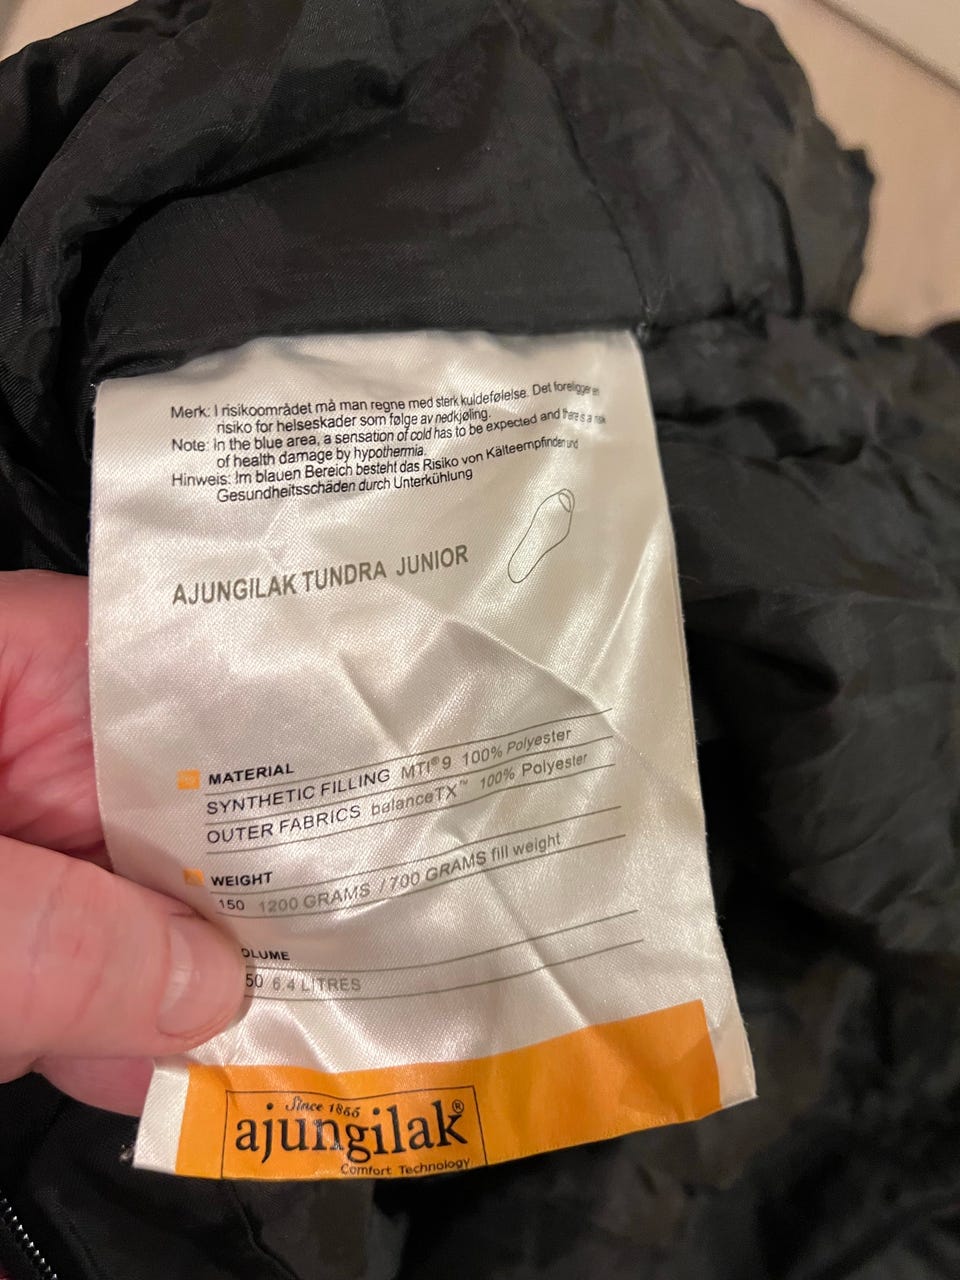 Merk: I risikoområdet må man regne med sterk kuldefølelse. Det foreligger en
risiko for helseskader som følge av nedkjøling.
Note: In the blue area, a sensation of cold has to be expected and there is a risk
of health damage by hypothermia.
Hinweis: Im blauen Bereich besteht das Risiko von Kälteempfinden und
Gesundheitsschäden durch Unterkühlung
AJUNGILAK TUNDRA JUNIOR
MATERIAL
SYNTHETIC FILLING MTI®9 100% Polyester
OUTER FABRICS balanceTX™ 100% Polyester
WEIGHT
150 1200 GRAMS / 700 GRAMS fill weight
OLUME
50 6.4 LITRES
Since 1855
ajungilak®
Comfort Technology